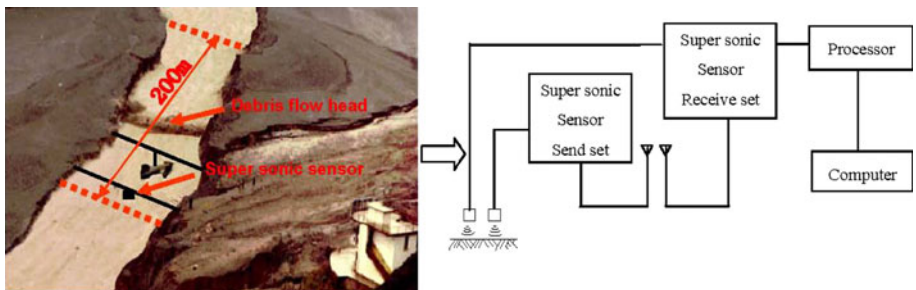 200m
Debris flow head
Super sonic sensor
Super sonic
Sensor
Send set
Super sonic
Sensor
Receive set
Processor
Computer